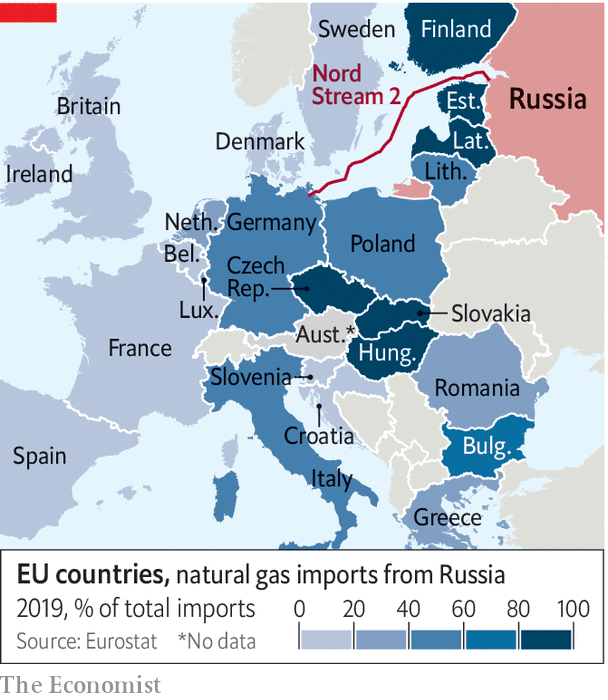 Sweden
Finland
Nord
Stream 2
Britain
Est.
Russia
Denmark
Lat.
Ireland
Lith.
Neth.
Germany
Bel.
Poland
Czech
Rep.
Lux.
Slovakia
Aust.*
France
Hung.
Slovenia
Romania
Croatia
Bulg.
Spain
Italy
Greece
EU countries, natural gas imports from Russia
2019, % of total imports
0 20 40 60 80 100
Source: Eurostat *No data
The Economist